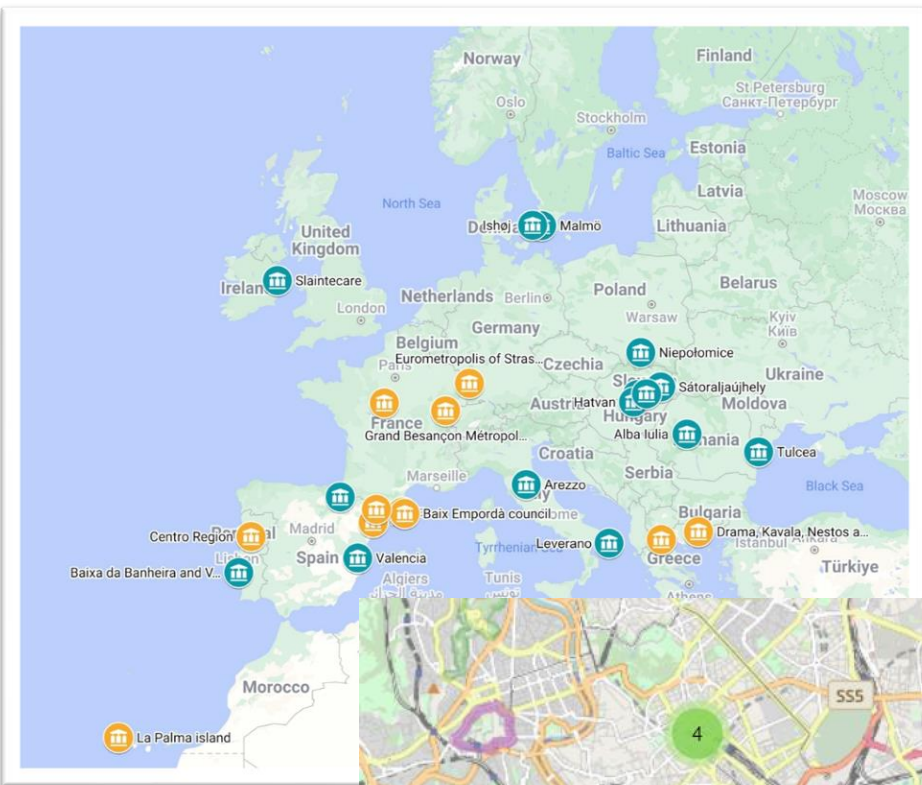 Norway
Finland
Oslo
St Petersburg
Санкт-Петербург
Stockholm
Estonia
Baltic Sea
Latvia
Moscow
Москва
North Sea
Ishøj
Malmö
Lithuania
United
Kingdom
Slaintecare
Belarus
Poland
London
Netherlands
Berlin
Warsaw
Kyiv
Київ
Germany
Belgium
Niepołomice
Eurometropolis of Stras...
Czechia
Ukraine
Paris
Sátoraljaújhely
Hatvan
Moldova
France
Hungary
Grand Besançon Métropol...
Alba Iulia
Croatia
Tulcea
Marseille
Serbia
Arezzo
Black Sea
Baix Empordà council
Bulgaria
Centro Region
Madrid
Drama, Kavala, Nestos a...
Leverano
Istanbul
Spain
Valencia
Greece
Türkiye
Baixa da Banheira and V...
Algiers
Tunis
تونس
Athens
Morocco
SS5
4
La Palma island